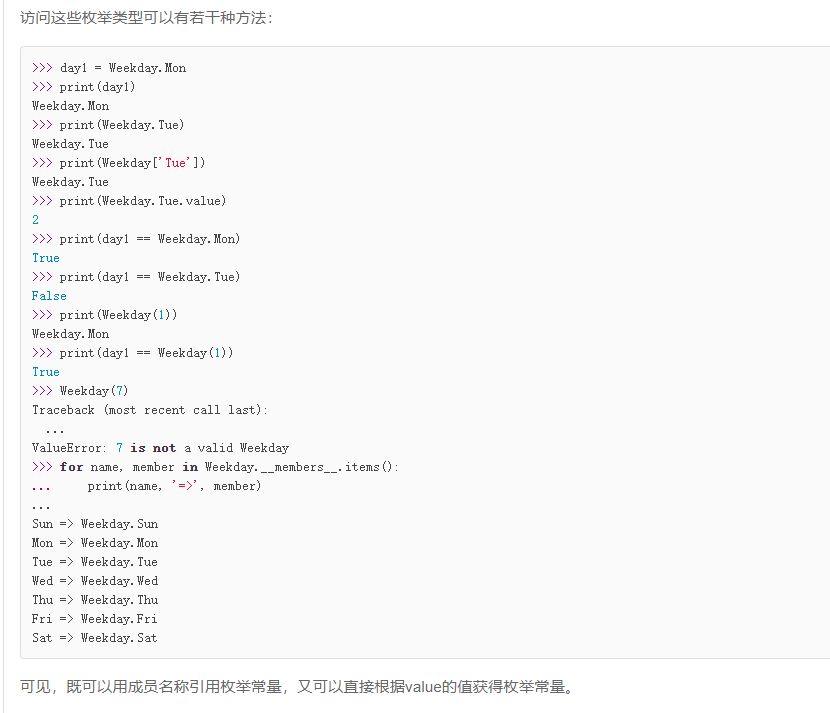 访问这些枚举类型可以有若干种方法：
>>> day1 = Weekday.Mon
>>> print(day1)
Weekday.Mon
>>> print(Weekday.Tue)
Weekday.Tue
>>> print(Weekday['Tue'])
Weekday.Tue
>>> print(Weekday.Tue.value)
2
>>> print(day1 == Weekday.Mon)
True
>>> print(day1 == Weekday.Tue)
False
>>> print(Weekday(1))
Weekday.Mon
>>> print(day1 == Weekday(1))
True
>>> Weekday(7)
Traceback (most recent call last):
  ...
ValueError: 7 is not a valid Weekday
>>> for name, member in Weekday.__members__.items():
...     print(name, '=>', member)
...
Sun => Weekday.Sun
Mon => Weekday.Mon
Tue => Weekday.Tue
Wed => Weekday.Wed
Thu => Weekday.Thu
Fri => Weekday.Fri
Sat => Weekday.Sat
可见，既可以用成员名称引用枚举常量，又可以直接根据value的值获得枚举常量。